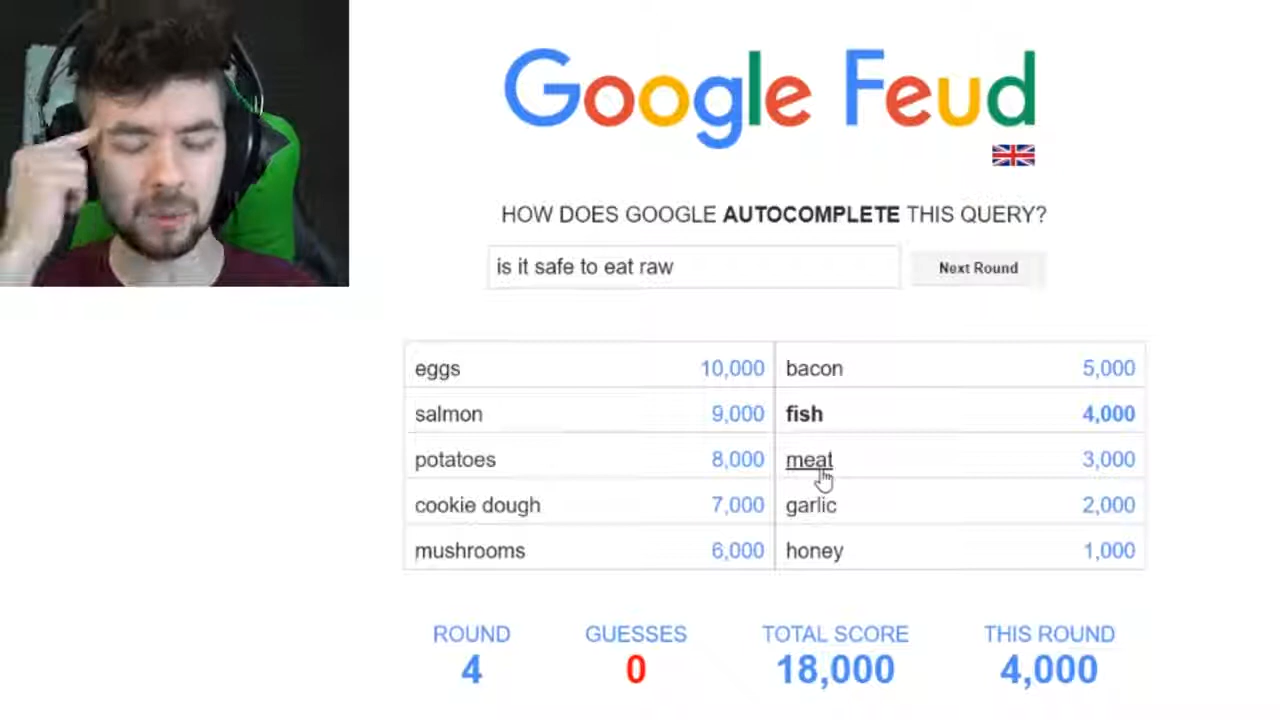 Google Feud
HOW DOES GOOGLE AUTOCOMPLETE THIS QUERY?
is it safe to eat raw
Next Round
eggs 10,000
salmon 9,000
potatoes 8,000
cookie dough 7,000
mushrooms 6,000
bacon 5,000
fish 4,000
meat 3,000
garlic 2,000
honey 1,000
ROUND GUESSES TOTAL SCORE THIS ROUND
4 0 18,000 4,000